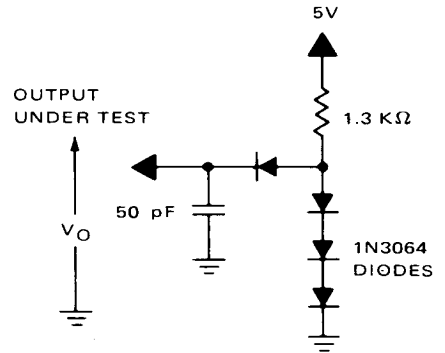 5V
OUTPUT
UNDER TEST
1.3 KΩ
50 pF
VO
1N3064
DIODES